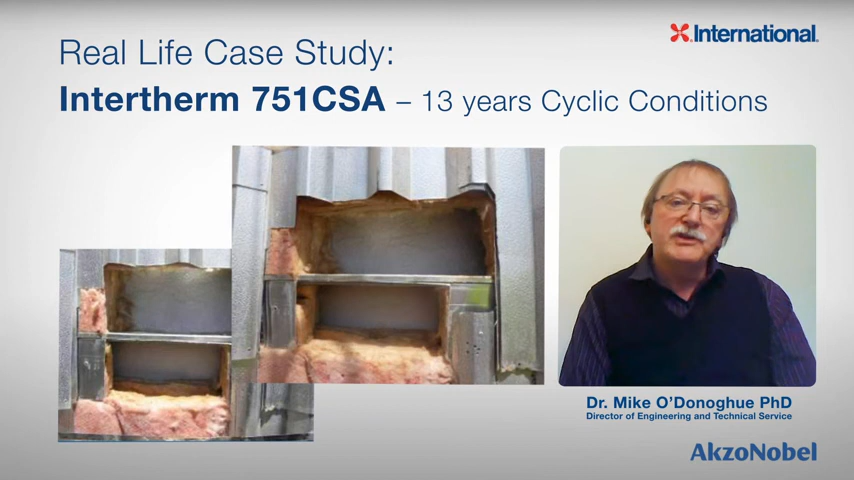 International
Real Life Case Study:
Intertherm 751CSA – 13 years Cyclic Conditions
Dr. Mike O'Donoghue PhD
Director of Engineering and Technical Service
AkzoNobel